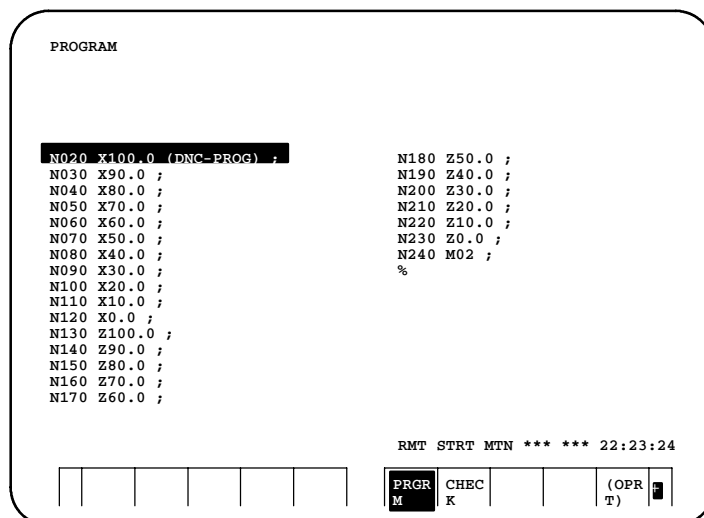 PROGRAM
N020 X100.0 (DNC-PROG) ;
N030 X90.0 ;
N040 X80.0 ;
N050 X70.0 ;
N060 X60.0 ;
N070 X50.0 ;
N080 X40.0 ;
N090 X30.0 ;
N100 X20.0 ;
N110 X10.0 ;
N120 X0.0 ;
N130 Z100.0 ;
N140 Z90.0 ;
N150 Z80.0 ;
N160 Z70.0 ;
N170 Z60.0 ;
N180 Z50.0 ;
N190 Z40.0 ;
N200 Z30.0 ;
N210 Z20.0 ;
N220 Z10.0 ;
N230 Z0.0 ;
N240 M02 ;
%
RMT STRT MTN *** *** 22:23:24
PRGR
M
CHEC
K
(OPR
T)
+